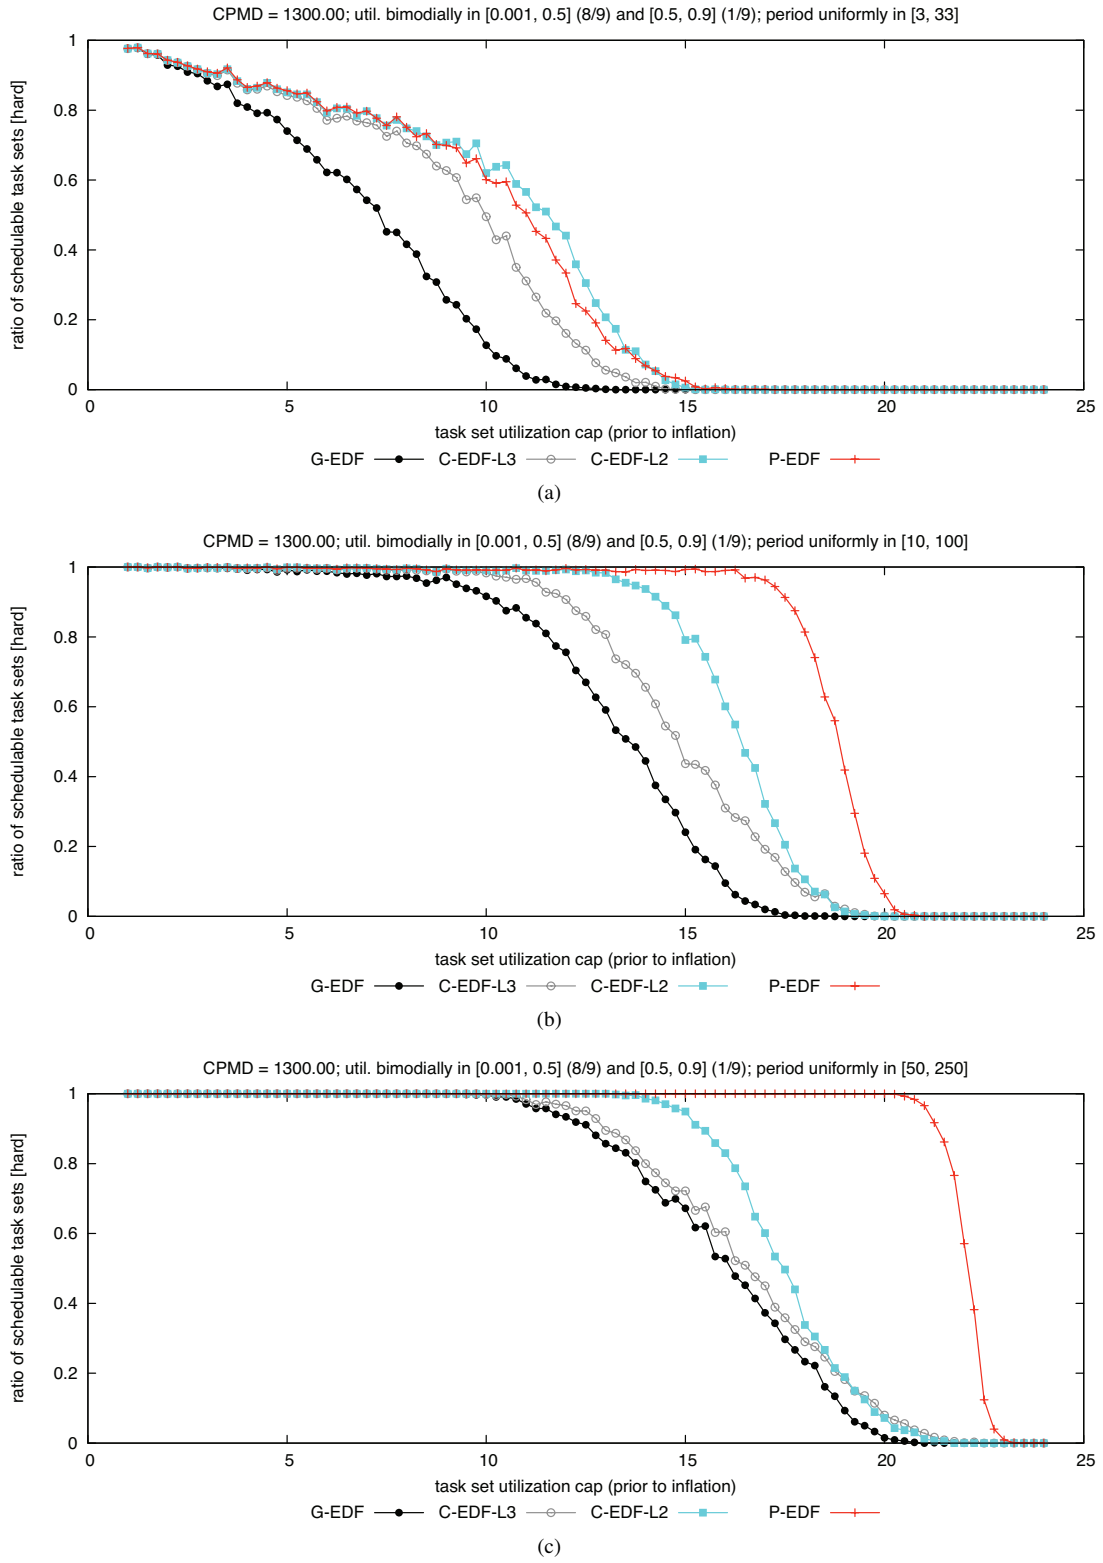 CPMD = 1300.00; util. bimodially in [0.001, 0.5] (8/9) and [0.5, 0.9] (1/9); period uniformly in [3, 33]
1
0.8
0.6
0.4
0.2
0
ratio of schedulable task sets [hard]
0 5 10 15 20 25
task set utilization cap (prior to inflation)
G-EDF C-EDF-L3 C-EDF-L2 P-EDF
(a)
CPMD = 1300.00; util. bimodially in [0.001, 0.5] (8/9) and [0.5, 0.9] (1/9); period uniformly in [10, 100]
1
0.8
0.6
0.4
0.2
0
ratio of schedulable task sets [hard]
0 5 10 15 20 25
task set utilization cap (prior to inflation)
G-EDF C-EDF-L3 C-EDF-L2 P-EDF
(b)
CPMD = 1300.00; util. bimodially in [0.001, 0.5] (8/9) and [0.5, 0.9] (1/9); period uniformly in [50, 250]
1
0.8
0.6
0.4
0.2
0
ratio of schedulable task sets [hard]
0 5 10 15 20 25
task set utilization cap (prior to inflation)
G-EDF C-EDF-L3 C-EDF-L2 P-EDF
(c)